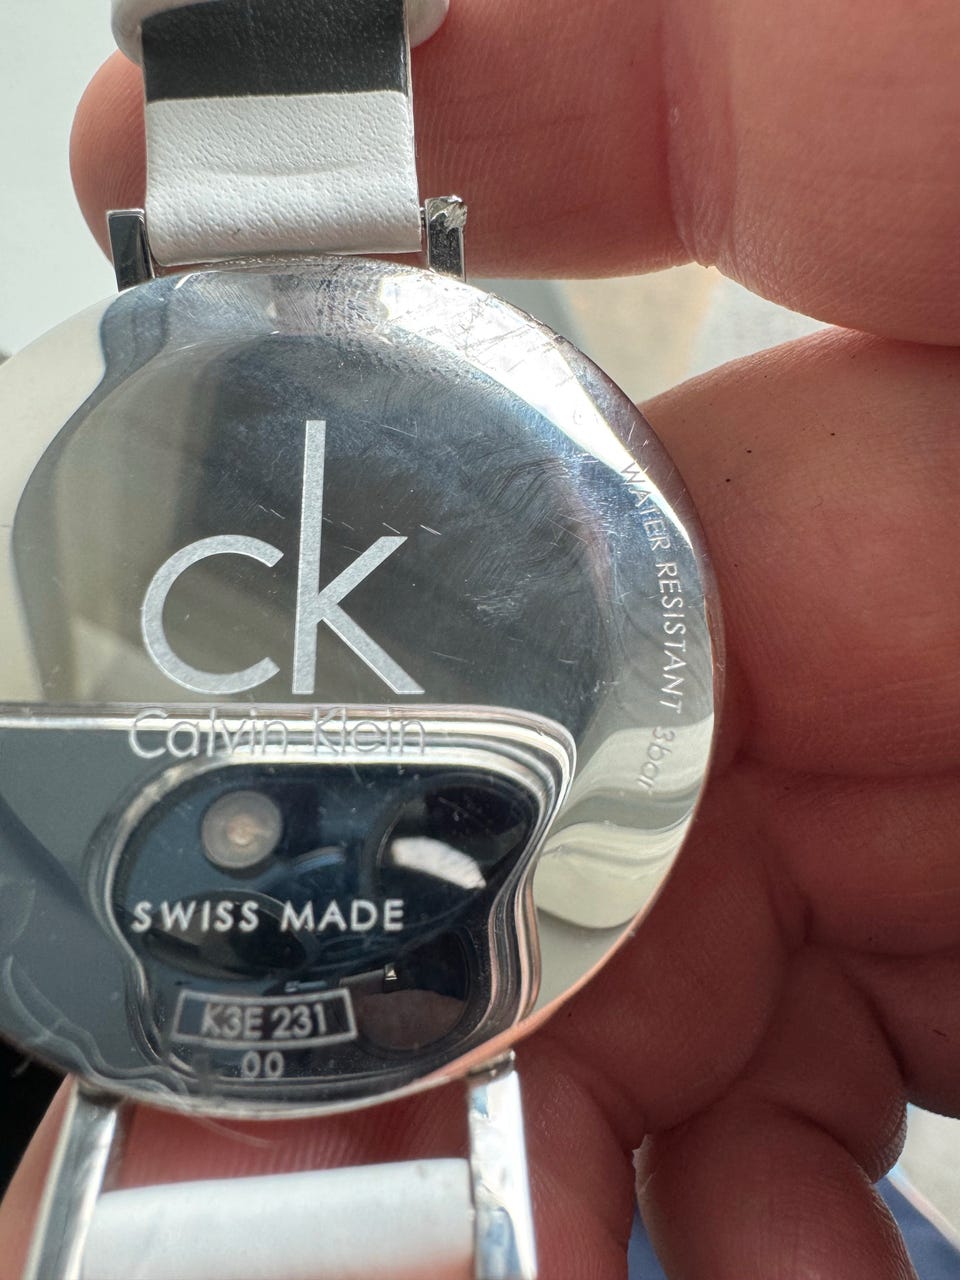 ck
Calvin Klein
SWISS MADE
K3E 231
00
WATER RESISTANT 3bar